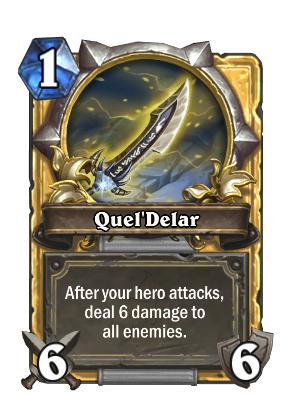 1
Quel'Delar
After your hero attacks,
deal 6 damage to
all enemies.
6 6